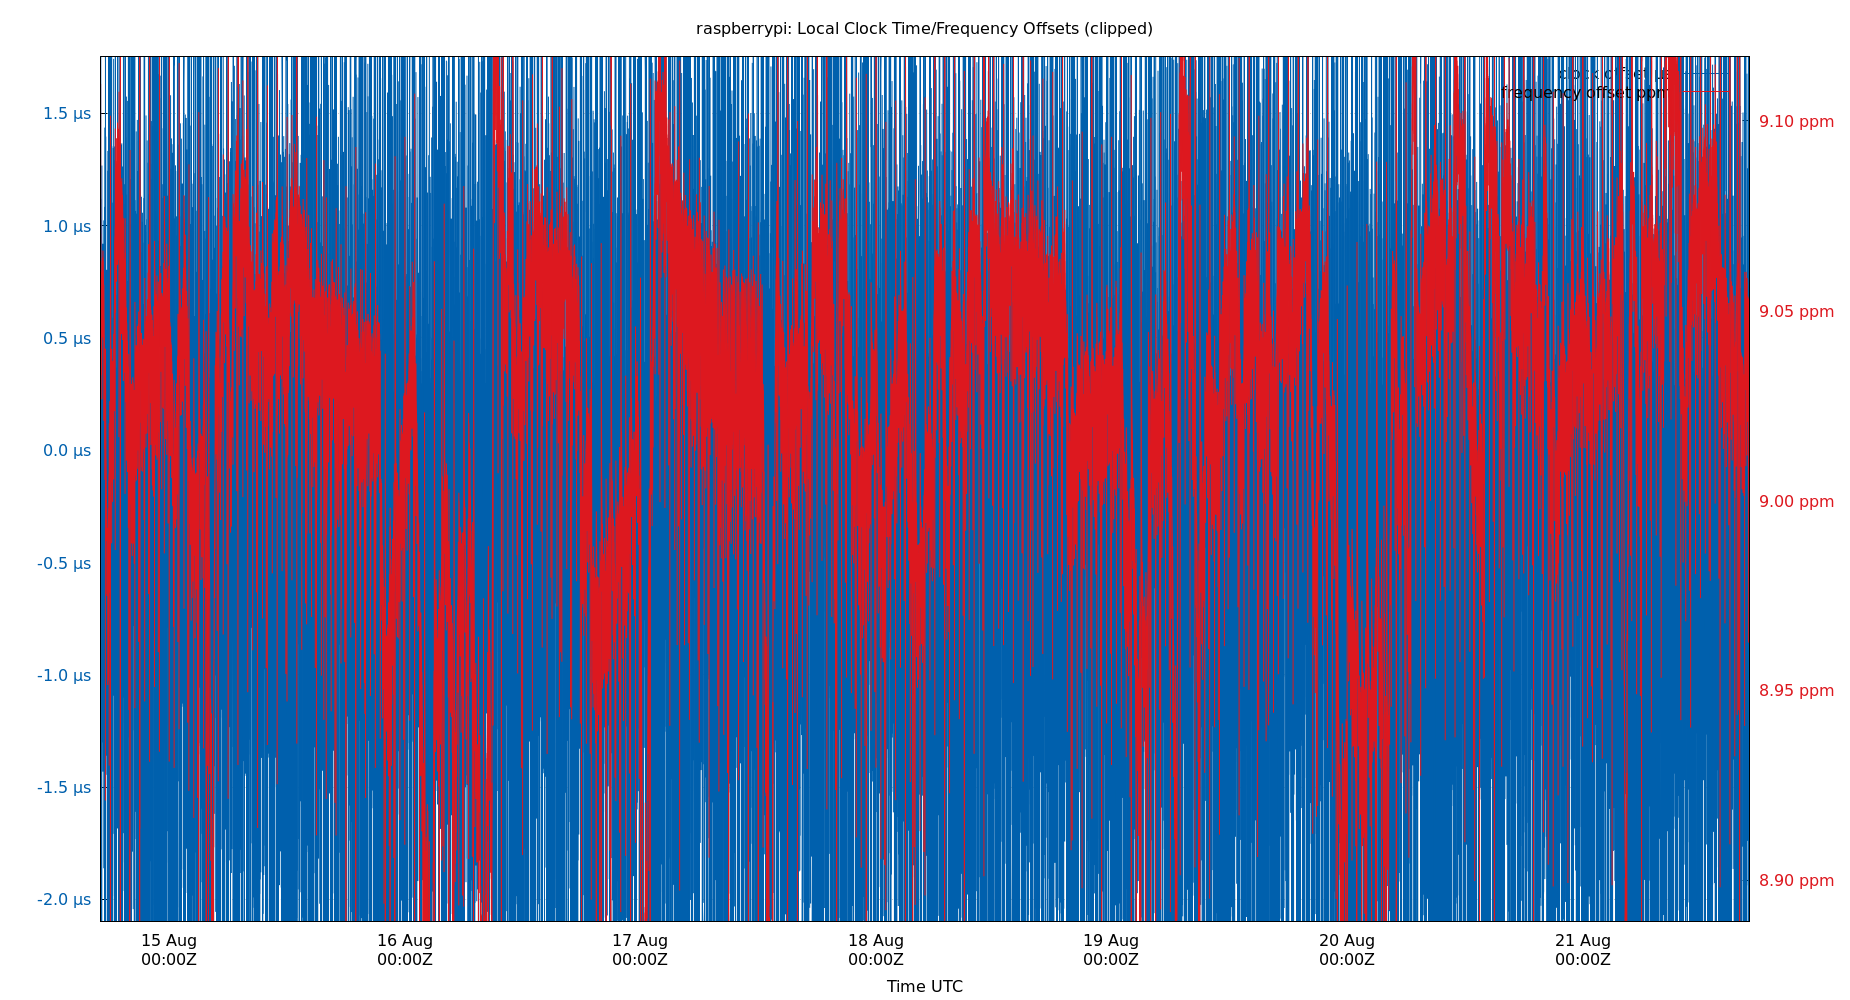 raspberrypi: Local Clock Time/Frequency Offsets (clipped)
clock offset µs
frequency offset ppm
1.5 µs
1.0 µs
0.5 µs
0.0 µs
-0.5 µs
-1.0 µs
-1.5 µs
-2.0 µs
9.10 ppm
9.05 ppm
9.00 ppm
8.95 ppm
8.90 ppm
15 Aug
00:00Z
16 Aug
00:00Z
17 Aug
00:00Z
18 Aug
00:00Z
19 Aug
00:00Z
20 Aug
00:00Z
21 Aug
00:00Z
Time UTC